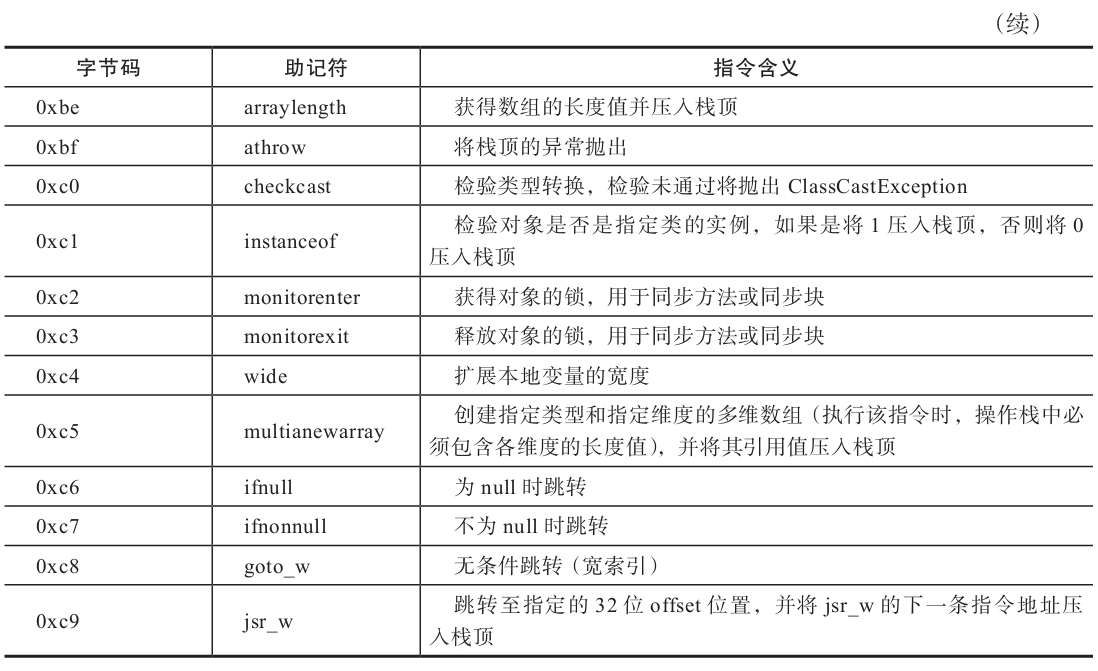 （续）
字节码 助记符 指令含义
0xbe arraylength 获得数组的长度值并压入栈顶
0xbf athrow 将栈顶的异常抛出
0xc0 checkcast 检验类型转换，检验未通过将抛出 ClassCastException
0xc1 instanceof 检验对象是否是指定类的实例，如果是将 1 压入栈顶，否则将 0
压入栈顶
0xc2 monitorenter 获得对象的锁，用于同步方法或同步块
0xc3 monitorexit 释放对象的锁，用于同步方法或同步块
0xc4 wide 扩展本地变量的宽度
0xc5 multianewarray 创建指定类型和指定维度的多维数组（执行该指令时，操作栈中必
须包含各维度的长度值），并将其引用值压入栈顶
0xc6 ifnull 为 null 时跳转
0xc7 ifnonnull 不为 null 时跳转
0xc8 goto_w 无条件跳转（宽索引）
0xc9 jsr_w 跳转至指定的 32 位 offset 位置，并将 jsr_w 的下一条指令地址压
入栈顶